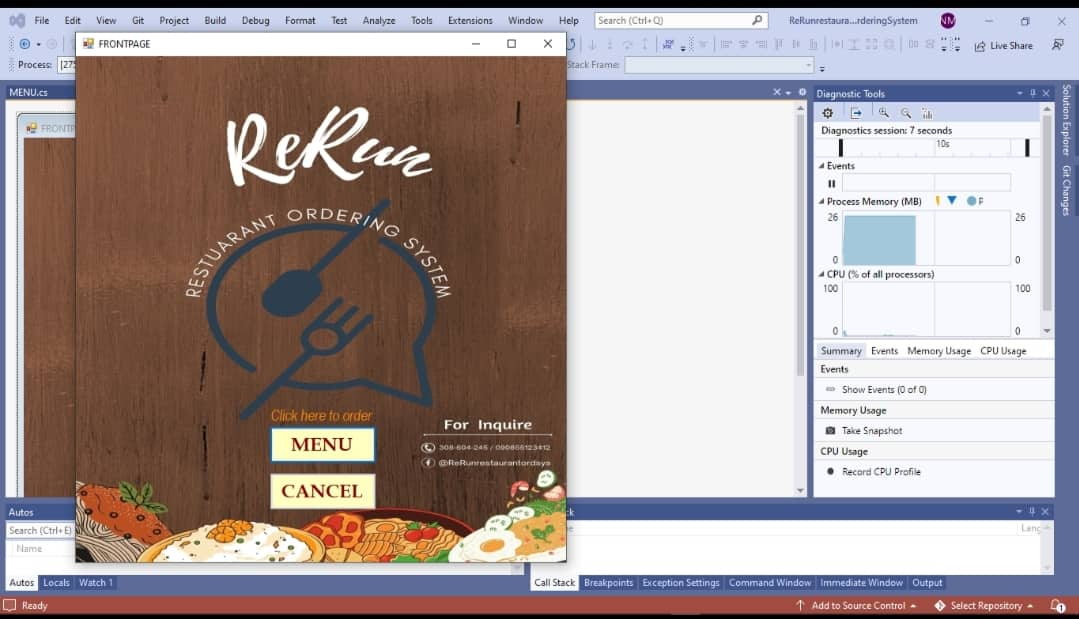 File Edit View Git Project Build Debug Format Test Analyze Tools Extensions Window Help Search (Ctrl+Q) ReRunrestaura...rderingSystem NM
Live Share
Process: [275
Stack Frame:
FRONTPAGE
MENU.cs
FRONTP
ReRun
RESTUARANT ORDERING SYSTEM
Click here to order
MENU
CANCEL
For Inquire
308-604-245 / 090855123412
@ReRunrestaurantordsys
Diagnostic Tools
Diagnostics session: 7 seconds
10s
Events
Process Memory (MB) P
26 26
0 0
CPU (% of all processors)
100 100
0 0
Summary Events Memory Usage CPU Usage
Events
Show Events (0 of 0)
Memory Usage
Take Snapshot
CPU Usage
Record CPU Profile
Solution Explorer
Git Changes
Autos
Search (Ctrl+E)
Name
Lang
Autos Locals Watch 1
Call Stack Breakpoints Exception Settings Command Window Immediate Window Output
Ready
Add to Source Control Select Repository 1